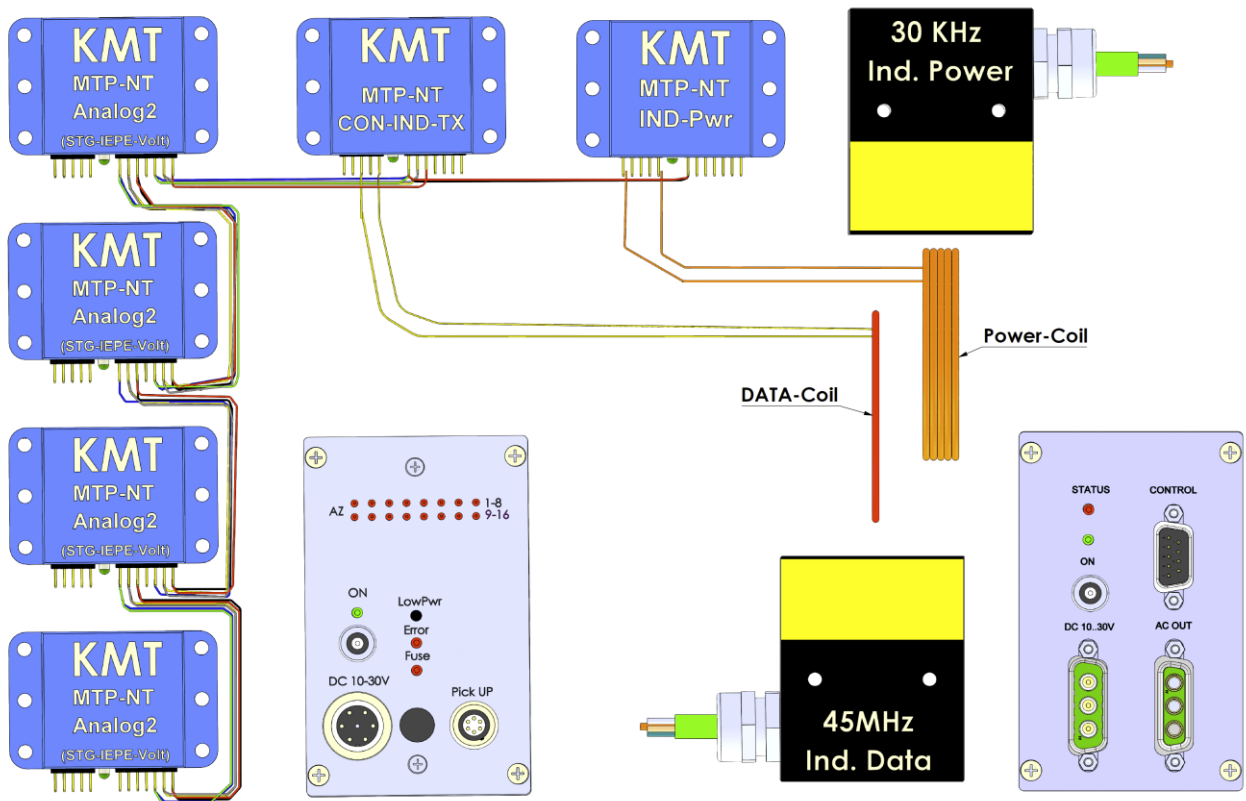 KMT
MTP-NT
Analog2
(STG-IEPE-Volt)
KMT
MTP-NT
CON-IND-TX
KMT
MTP-NT
IND-Pwr
30 KHz
Ind. Power
KMT
MTP-NT
Analog2
(STG-IEPE-Volt)
Power-Coil
DATA-Coil
KMT
MTP-NT
Analog2
(STG-IEPE-Volt)
KMT
MTP-NT
Analog2
(STG-IEPE-Volt)
AZ
1-8
9-16
ON
LowPwr
Error
Fuse
DC 10-30V
Pick UP
45MHz
Ind. Data
STATUS
CONTROL
ON
DC 10..30V
AC OUT